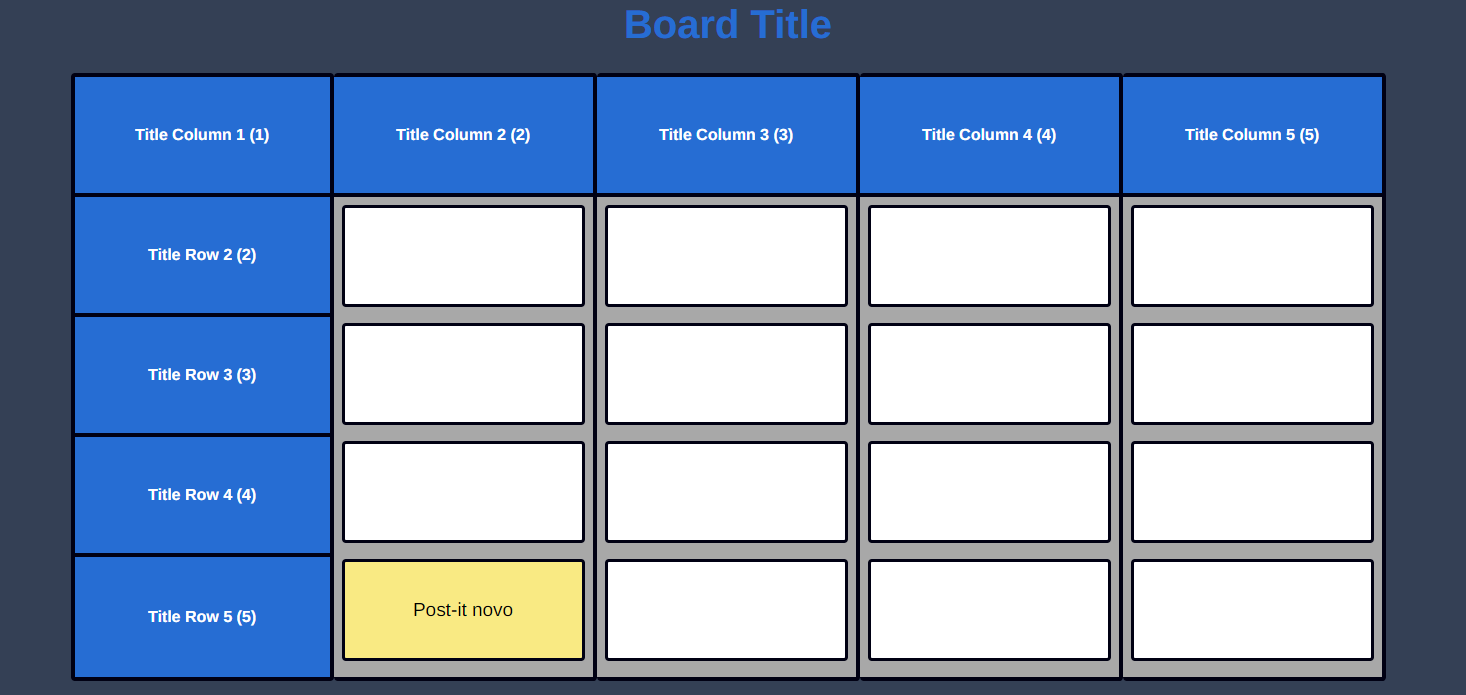 Board Title
Title Column 1 (1)
Title Column 2 (2)
Title Column 3 (3)
Title Column 4 (4)
Title Column 5 (5)
Title Row 2 (2)
Title Row 3 (3)
Title Row 4 (4)
Title Row 5 (5)
Post-it novo